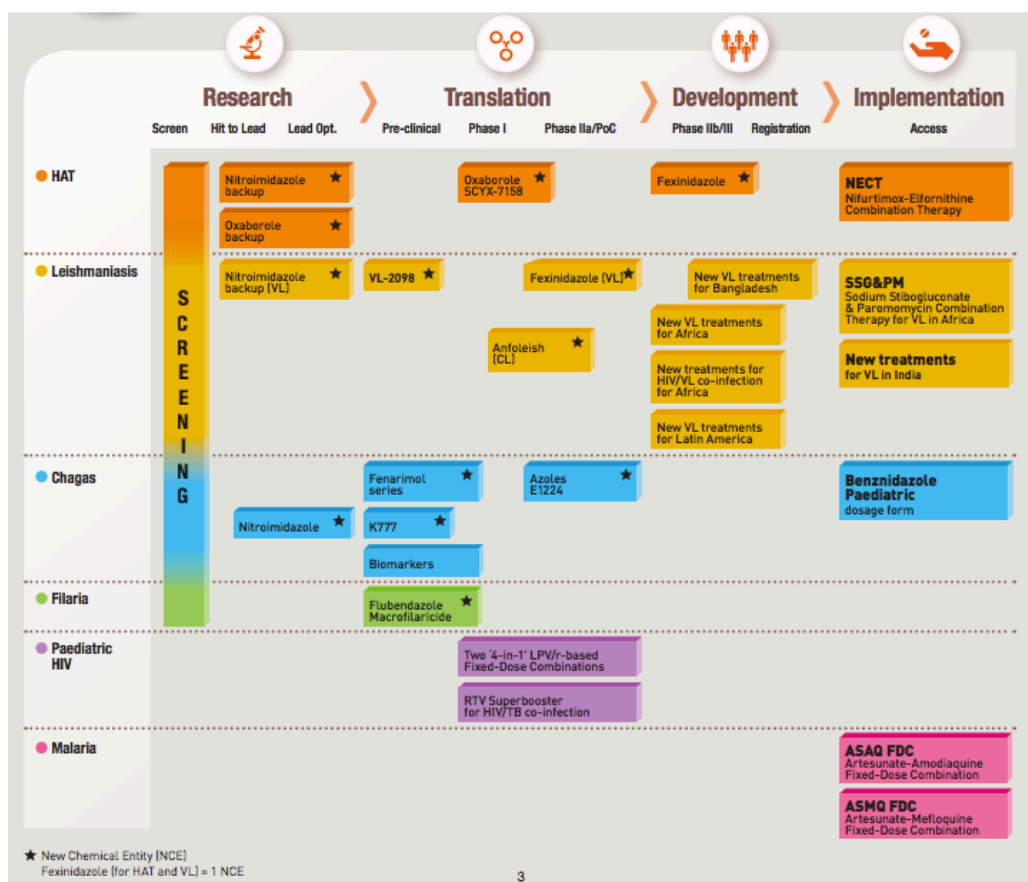 Research
Translation
Development
Implementation
Screen
Hit to Lead
Lead Opt.
Pre-clinical
Phase I
Phase IIa/PoC
Phase IIb/III
Registration
Access
SCREENING
HAT
Nitroimidazole
backup
Oxaborole
SCYX-7158
Fexinidazole
NECT
Nifurtimox-Elfornithine
Combination Therapy
Oxaborole
backup
Leishmaniasis
Nitroimidazole
backup (VL)
VL-2098
Fexinidazole (VL)
New VL treatments
for Bangladesh
SSG&PM
Sodium Stibogluconate
& Paromomycin Combination
Therapy for VL in Africa
Anfoleish
(CL)
New VL treatments
for Africa
New treatments for
HIV/VL co-infection
for Africa
New VL treatments
for Latin America
New treatments
for VL in India
Chagas
Fenarimol
series
Azoles
E1224
Benznidazole
Paediatric
dosage form
Nitroimidazole
K777
Biomarkers
Filaria
Flubendazole
Macrofilaricide
Paediatric
HIV
Two '4-in-1' LPV/r-based
Fixed-Dose Combinations
RTV Superbooster
for HIV/TB co-infection
Malaria
ASAQ FDC
Artesunate-Amodiaquine
Fixed-Dose Combination
ASMQ FDC
Artesunate-Mefloquine
Fixed-Dose Combination
★ New Chemical Entity (NCE)
Fexinidazole (for HAT and VL) = 1 NCE
3